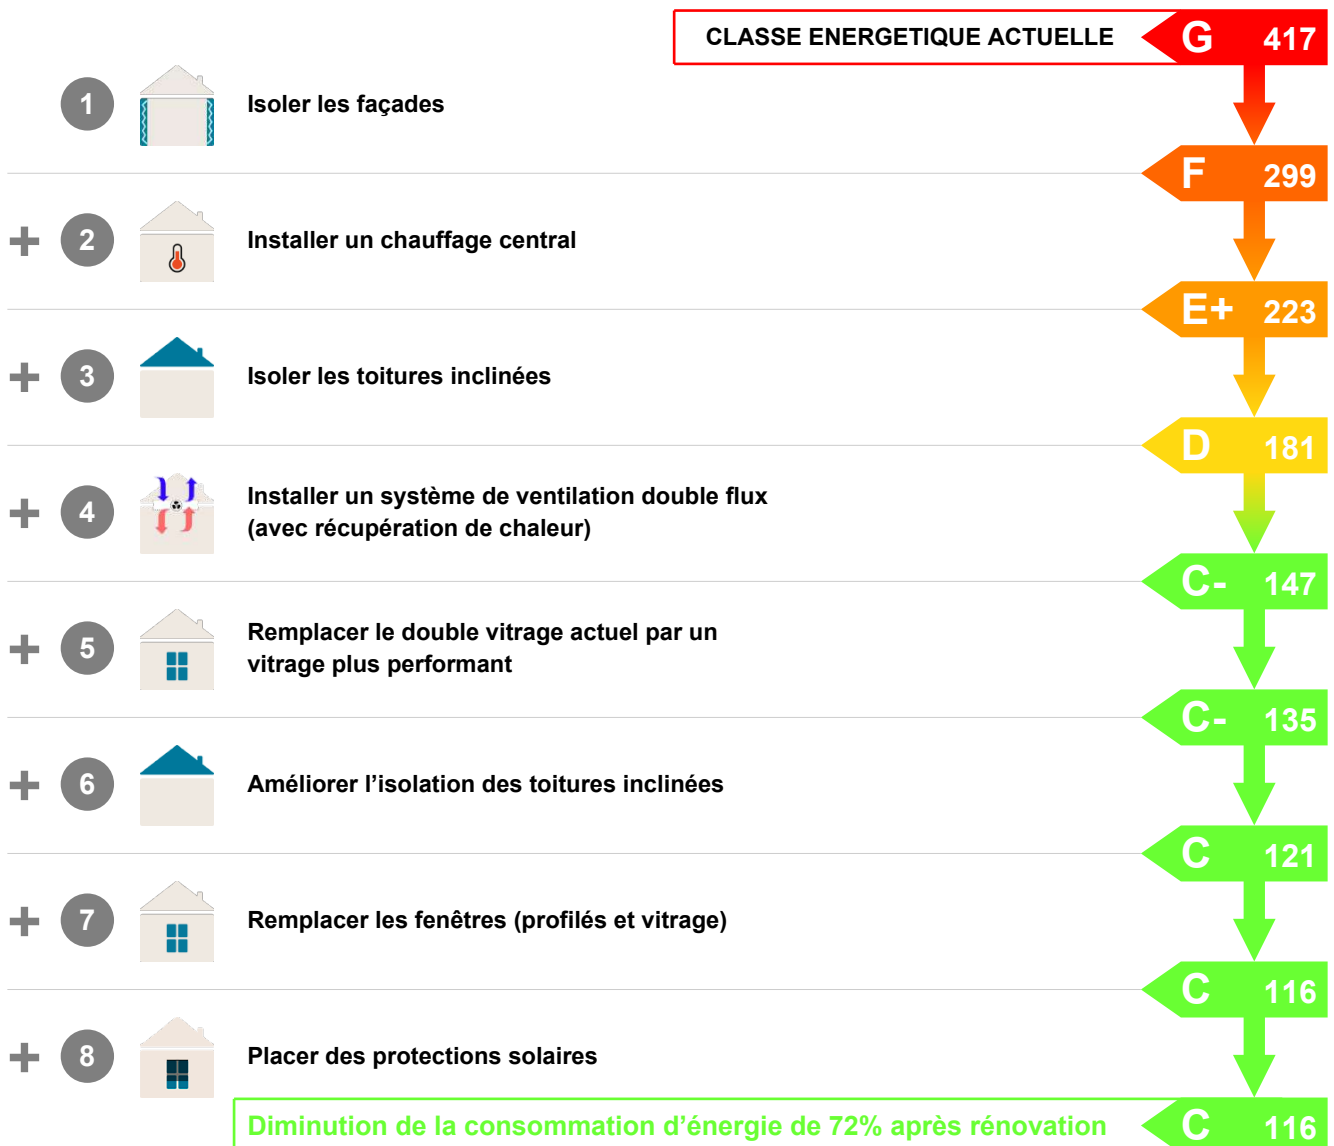 CLASSE ENERGETIQUE ACTUELLE G 417
1 Isoler les façades
F 299
+ 2 Installer un chauffage central
E+ 223
+ 3 Isoler les toitures inclinées
D 181
+ 4 Installer un système de ventilation double flux
(avec récupération de chaleur)
C- 147
+ 5 Remplacer le double vitrage actuel par un
vitrage plus performant
C- 135
+ 6 Améliorer l’isolation des toitures inclinées
C 121
+ 7 Remplacer les fenêtres (profilés et vitrage)
C 116
+ 8 Placer des protections solaires
Diminution de la consommation d’énergie de 72% après rénovation C 116